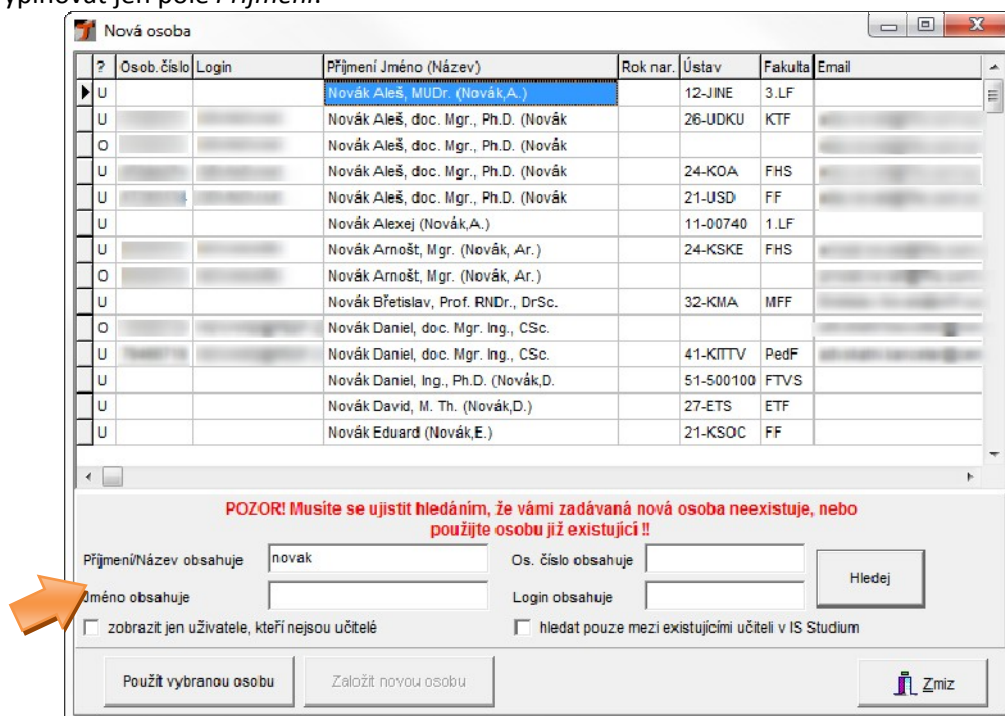 yplňovat jen pole Příjmení.
Nová osoba
? Osob. číslo Login Příjmení Jméno (Název) Rok nar. Ústav Fakulta Email
U Novák Aleš, MUDr. (Novák,A.) 12-JINE 3.LF
U Novák Aleš, doc. Mgr., Ph.D. (Novák 26-UDKU KTF
O Novák Aleš, doc. Mgr., Ph.D. (Novák
U Novák Aleš, doc. Mgr., Ph.D. (Novák 24-KOA FHS
U Novák Aleš, doc. Mgr., Ph.D. (Novák 21-USD FF
U Novák Alexej (Novák,A.) 11-00740 1.LF
U Novák Arnošt, Mgr. (Novák, Ar.) 24-KSKE FHS
O Novák Arnošt, Mgr. (Novák, Ar.)
U Novák Břetislav, Prof. RNDr., DrSc. 32-KMA MFF
O Novák Daniel, doc. Mgr. Ing., CSc.
U Novák Daniel, doc. Mgr. Ing., CSc. 41-KITTV PedF
U Novák Daniel, Ing., Ph.D. (Novák,D. 51-500100 FTVS
U Novák David, M. Th. (Novák,D.) 27-ETS ETF
U Novák Eduard (Novák,E.) 21-KSOC FF
POZOR! Musíte se ujistit hledáním, že vámi zadávaná nová osoba neexistuje, nebo
použijte osobu již existující !!
Příjmení/Název obsahuje novak Os. číslo obsahuje
Hledej
Jméno obsahuje Login obsahuje
zobrazit jen uživatele, kteří nejsou učitelé hledat pouze mezi existujícími učiteli v IS Studium
Použít vybranou osobu Založit novou osobu Zmiz